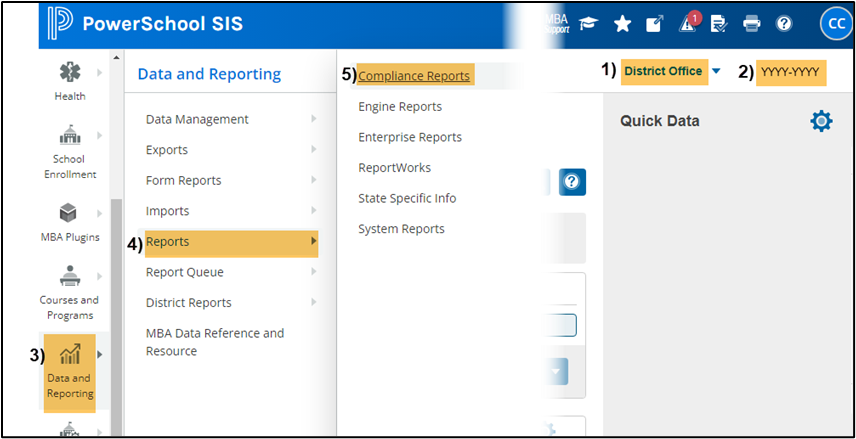 PowerSchool SIS
MBA
Support
1
CC
Health
School
Enrollment
MBA Plugins
Courses and
Programs
3)
Data and
Reporting
Data and Reporting
Data Management
Exports
Form Reports
Imports
4) Reports
Report Queue
District Reports
MBA Data Reference and
Resource
5) Compliance Reports
Engine Reports
Enterprise Reports
ReportWorks
State Specific Info
System Reports
1) District Office
2) YYYY-YYYY
Quick Data